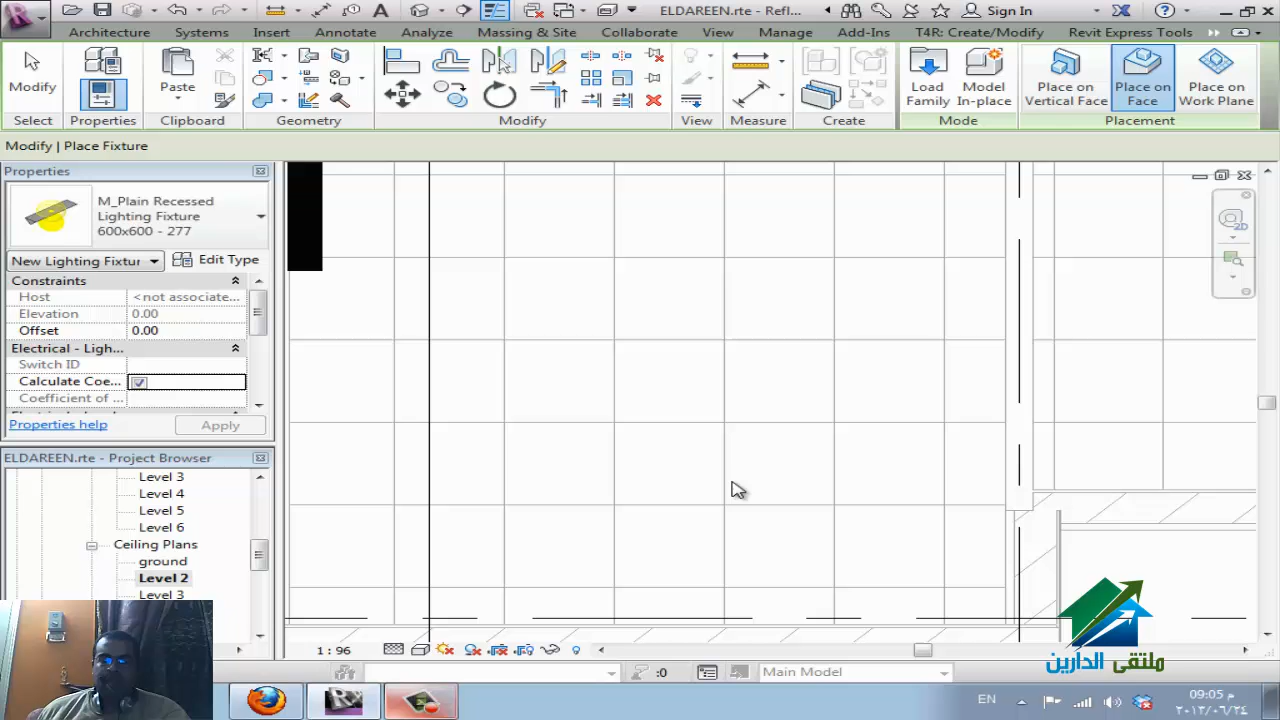 ELDAREEN.rte - Refl...
Sign In
Architecture
Systems
Insert
Annotate
Analyze
Massing & Site
Collaborate
View
Manage
Add-Ins
T4R: Create/Modify
Revit Express Tools
Modify
Paste
Load Family
Model In-place
Place on Vertical Face
Place on Face
Place on Work Plane
Select
Properties
Clipboard
Geometry
Modify
View
Measure
Create
Mode
Placement
Modify | Place Fixture
Properties
M_Plain Recessed
Lighting Fixture
600x600 - 277
New Lighting Fixtur
Edit Type
Constraints
Host <not associate...
Elevation 0.00
Offset 0.00
Electrical - Ligh...
Switch ID
Calculate Coe...
Coefficient of ...
Properties help
Apply
ELDAREEN.rte - Project Browser
Level 3
Level 4
Level 5
Level 6
Ceiling Plans
ground
Level 2
Level 3
2D
1 : 96
:0
Main Model
ملتقى الدارين
EN
09:05 م
٢٠١٣/٠٦/٢٤